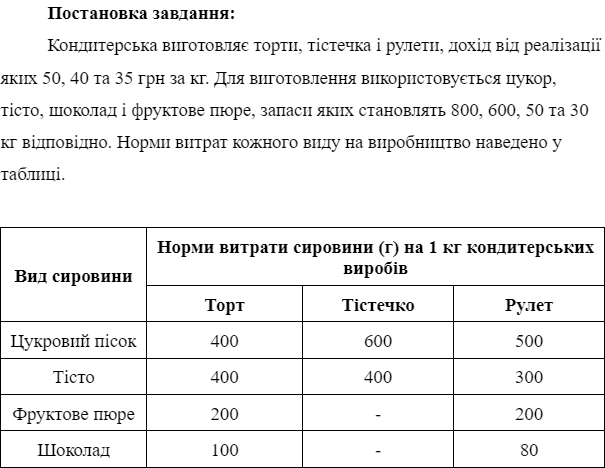 Постановка завдання:
Кондитерська виготовляє торти, тістечка і рулети, дохід від реалізації
яких 50, 40 та 35 грн за кг. Для виготовлення використовується цукор,
тісто, шоколад і фруктове пюре, запаси яких становлять 800, 600, 50 та 30
кг відповідно. Норми витрат кожного виду на виробництво наведено у
таблиці.
Вид сировини
Норми витрати сировини (г) на 1 кг кондитерських
виробів
Торт Тістечко Рулет
Цукровий пісок 400 600 500
Тісто 400 400 300
Фруктове пюре 200 - 200
Шоколад 100 - 80